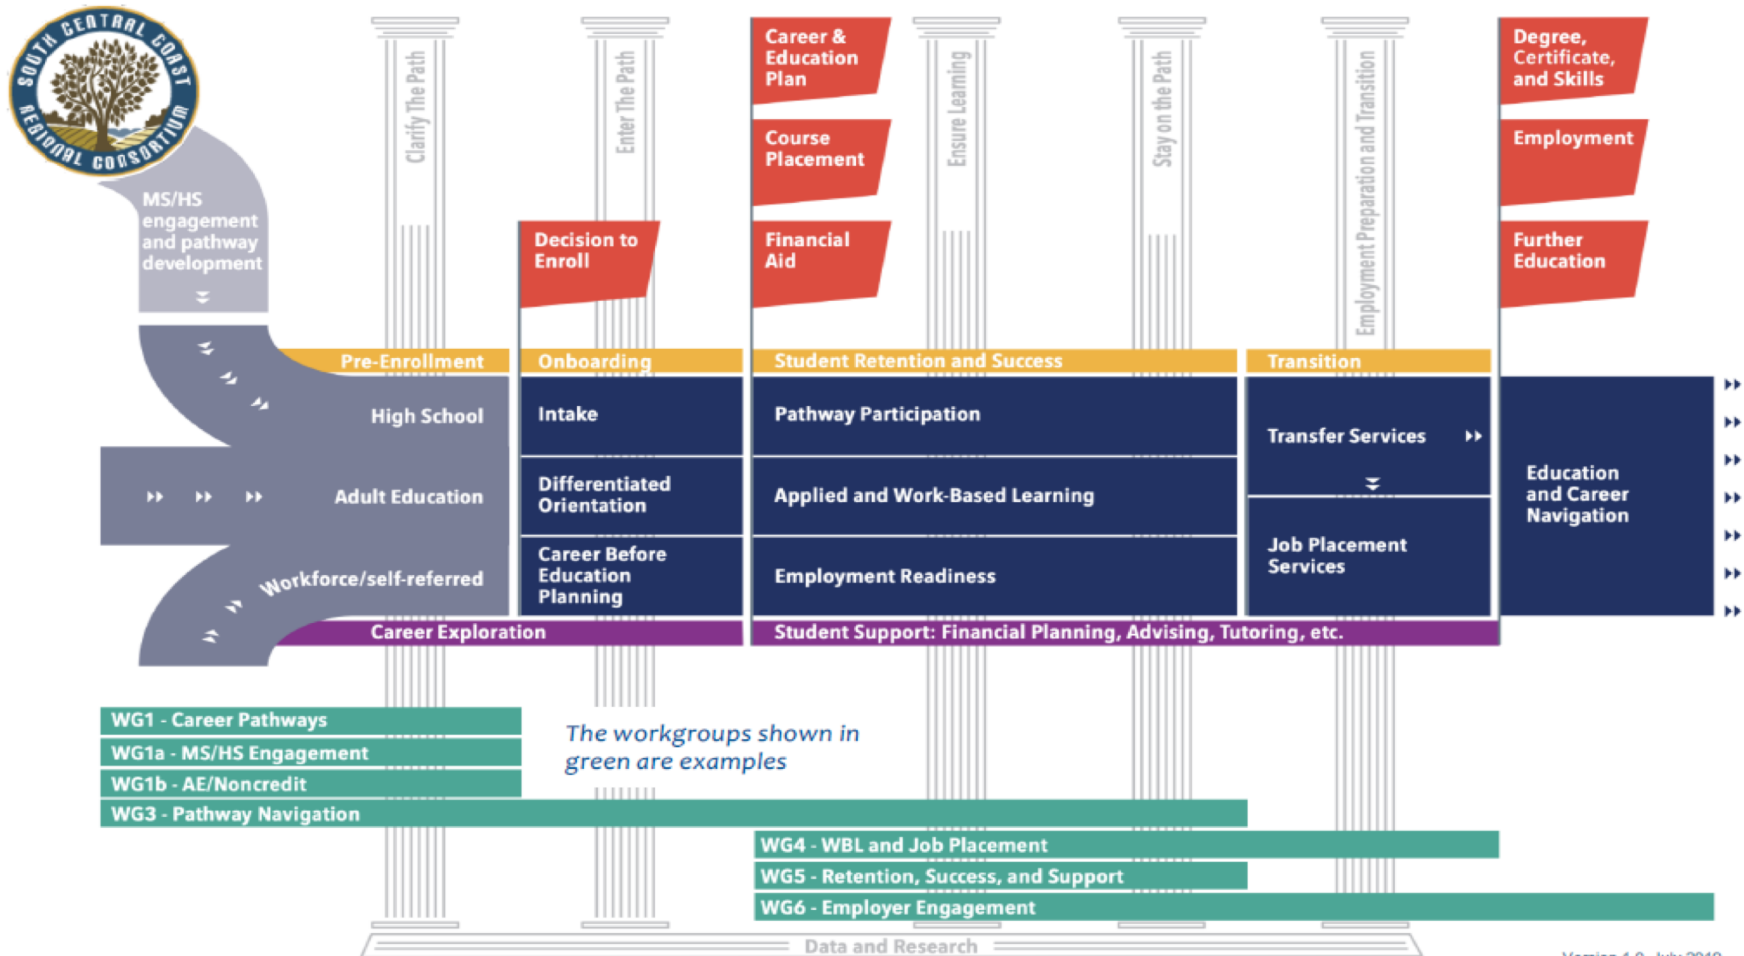 SOUTH CENTRAL COAST
REGIONAL CONSORTIUM
Clarify The Path
Enter The Path
Ensure Learning
Stay on the Path
Employment Preparation and Transition
Career &
Education
Plan
Course
Placement
Financial
Aid
Decision to
Enroll
Degree,
Certificate,
and Skills
Employment
Further
Education
MS/HS
engagement
and pathway
development
Pre-Enrollment
Onboarding
Student Retention and Success
Transition
High School
Adult Education
Workforce/self-referred
Intake
Differentiated
Orientation
Career Before
Education
Planning
Pathway Participation
Applied and Work-Based Learning
Employment Readiness
Transfer Services
Job Placement
Services
Education
and Career
Navigation
Career Exploration
Student Support: Financial Planning, Advising, Tutoring, etc.
WG1 - Career Pathways
WG1a - MS/HS Engagement
WG1b - AE/Noncredit
WG3 - Pathway Navigation
The workgroups shown in
green are examples
WG4 - WBL and Job Placement
WG5 - Retention, Success, and Support
WG6 - Employer Engagement
Data and Research